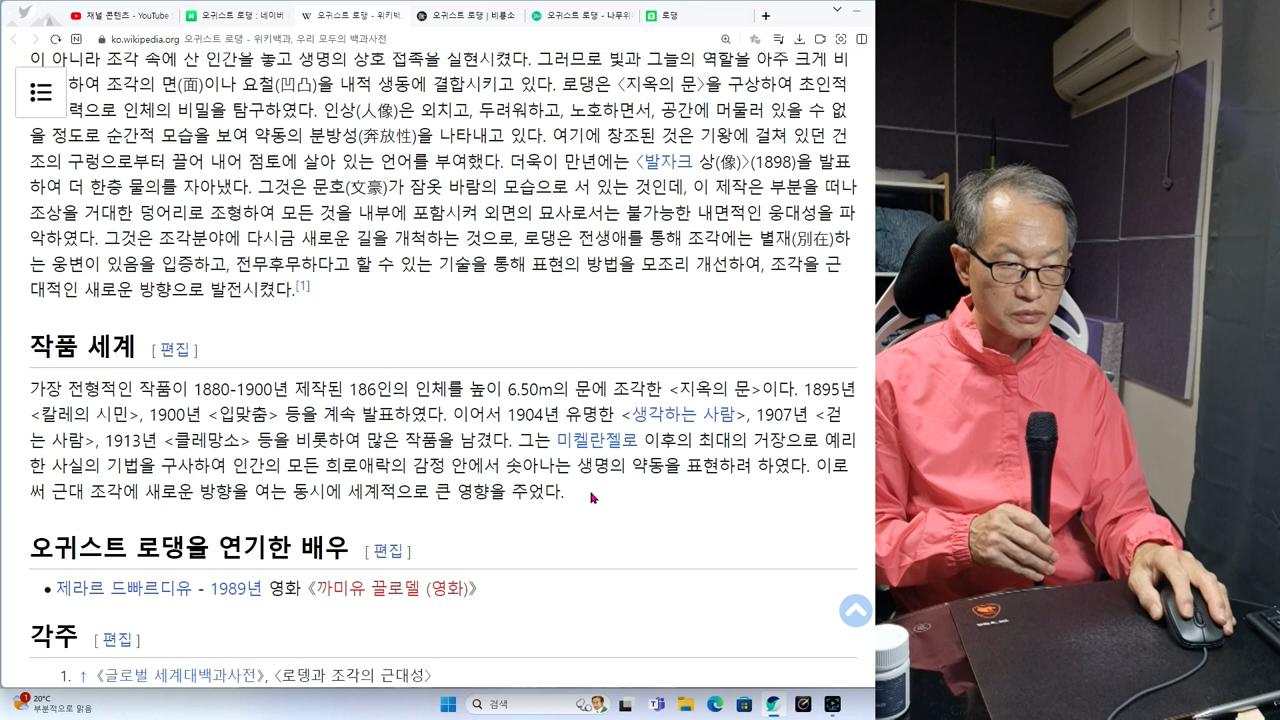 채널 콘텐츠 - YouTube
오귀스트 로댕 : 네이버
오귀스트 로댕 - 위키백
오귀스트 로댕 | 비룡소
오귀스트 로댕 - 나무위
로댕
ko.wikipedia.org 오귀스트 로댕 - 위키백과, 우리 모두의 백과사전
이 아니라 조각 속에 산 인간을 놓고 생명의 상호 접촉을 실현시켰다. 그러므로 빛과 그늘의 역할을 아주 크게 비
하여 조각의 면(面)이나 요철(凹凸)을 내적 생동에 결합시키고 있다. 로댕은 〈지옥의 문〉을 구상하여 초인적
력으로 인체의 비밀을 탐구하였다. 인상(人像)은 외치고, 두려워하고, 노호하면서, 공간에 머물러 있을 수 없
을 정도로 순간적 모습을 보여 약동의 분방성(奔放性)을 나타내고 있다. 여기에 창조된 것은 기왕에 걸쳐 있던 건
조의 구렁으로부터 끌어 내어 점토에 살아 있는 언어를 부여했다. 더욱이 만년에는 〈발자크 상(像)〉(1898)을 발표
하여 더 한층 물의를 자아냈다. 그것은 문호(文豪)가 잠옷 바람의 모습으로 서 있는 것인데, 이 제작은 부분을 떠나
조상을 거대한 덩어리로 조형하여 모든 것을 내부에 포함시켜 외면의 묘사로서는 불가능한 내면적인 웅대성을 파
악하였다. 그것은 조각분야에 다시금 새로운 길을 개척하는 것으로, 로댕은 전생애를 통해 조각에는 별재(別在)하
는 웅변이 있음을 입증하고, 전무후무하다고 할 수 있는 기술을 통해 표현의 방법을 모조리 개선하여, 조각을 근
대적인 새로운 방향으로 발전시켰다.[1]
작품 세계 [ 편집 ]
가장 전형적인 작품이 1880-1900년 제작된 186인의 인체를 높이 6.50m의 문에 조각한 <지옥의 문>이다. 1895년
<칼레의 시민>, 1900년 <입맞춤> 등을 계속 발표하였다. 이어서 1904년 유명한 <생각하는 사람>, 1907년 <걷
는 사람>, 1913년 <클레망소> 등을 비롯하여 많은 작품을 남겼다. 그는 미켈란젤로 이후의 최대의 거장으로 예리
한 사실의 기법을 구사하여 인간의 모든 희로애락의 감정 안에서 솟아나는 생명의 약동을 표현하려 하였다. 이로
써 근대 조각에 새로운 방향을 여는 동시에 세계적으로 큰 영향을 주었다.
오귀스트 로댕을 연기한 배우 [ 편집 ]
• 제라르 드빠르디유 - 1989년 영화 《까미유 끌로델 (영화)》
각주 [ 편집 ]
1. ↑ 《글로벌 세계대백과사전》, 〈로뎅과 조각의 근대성〉
1
20°C
부분적으로 맑음
검색